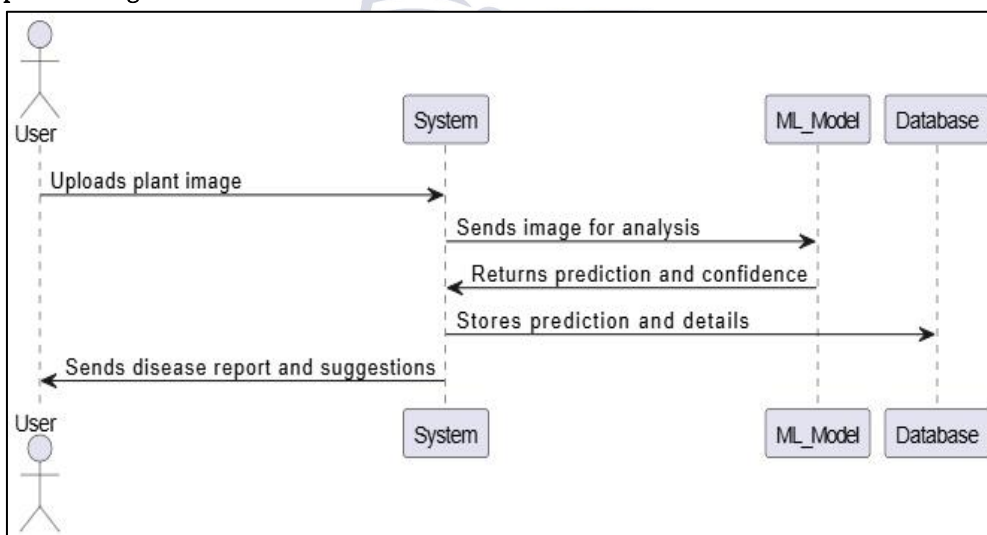 User
System
ML_Model
Database
Uploads plant image
Sends image for analysis
Returns prediction and confidence
Stores prediction and details
Sends disease report and suggestions
User
System
ML_Model
Database